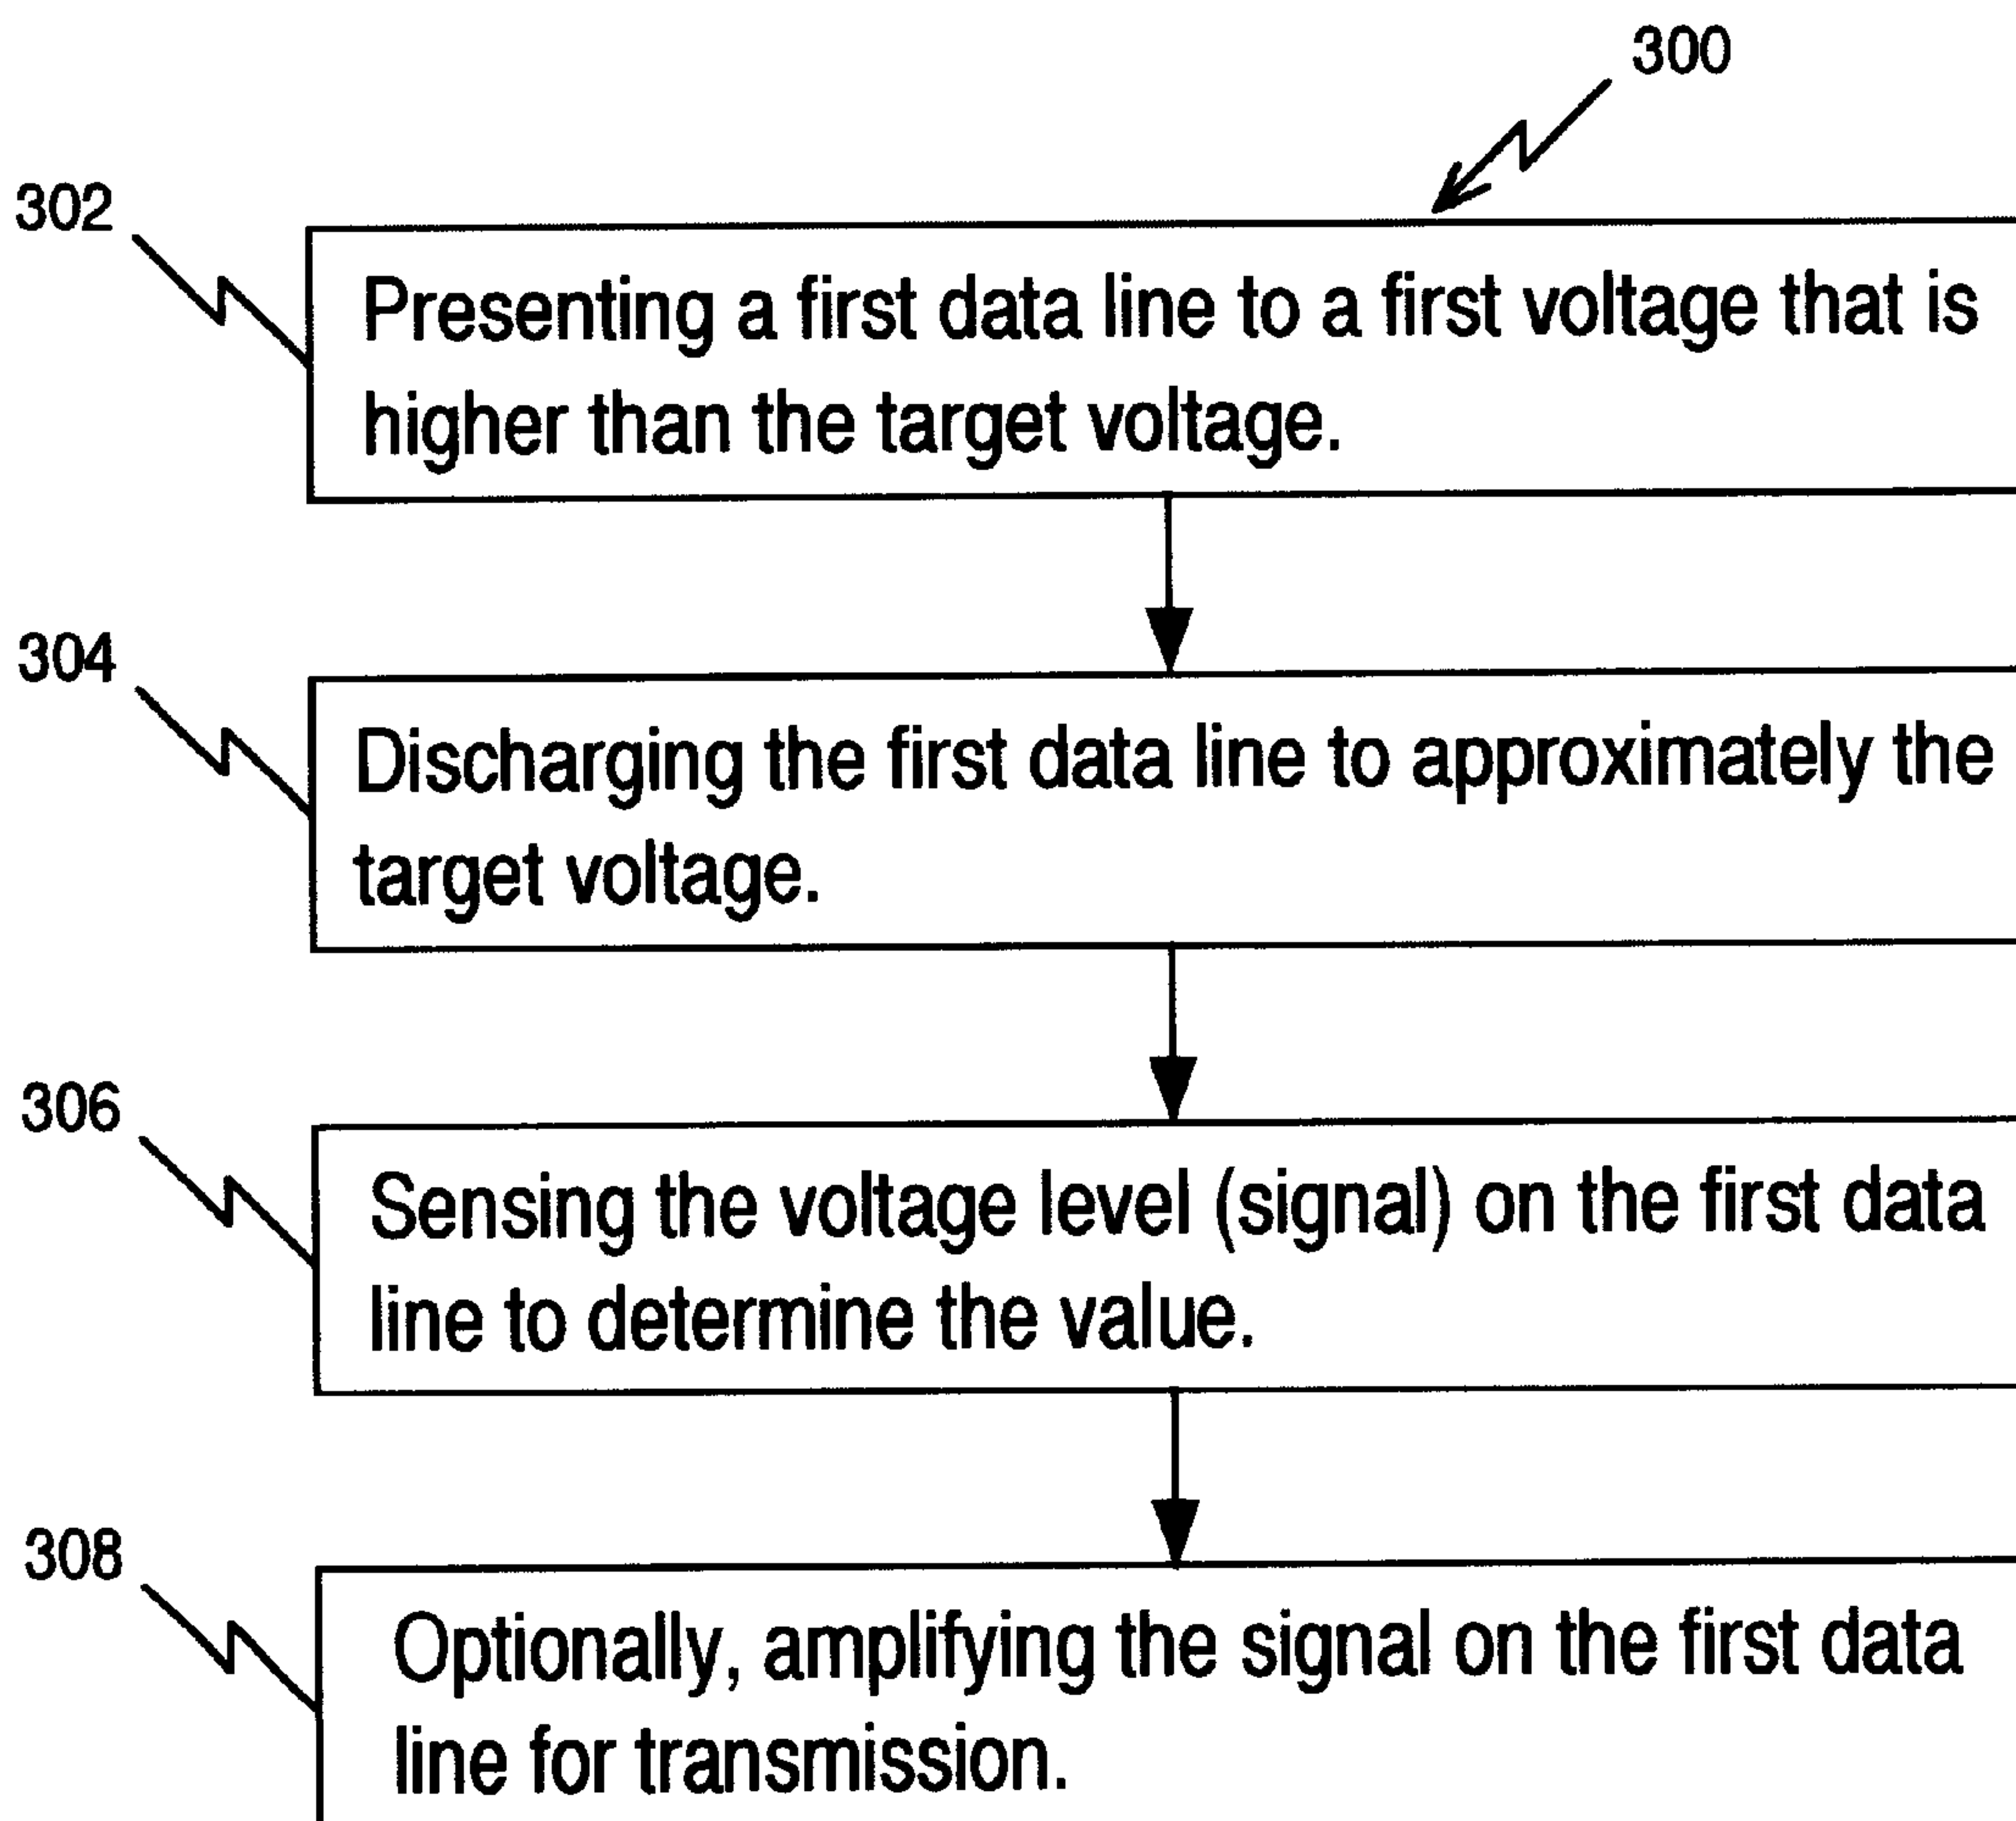 300
302
Presenting a first data line to a first voltage that is
higher than the target voltage.
304
Discharging the first data line to approximately the
target voltage.
306
Sensing the voltage level (signal) on the first data
line to determine the value.
308
Optionally, amplifying the signal on the first data
line for transmission.